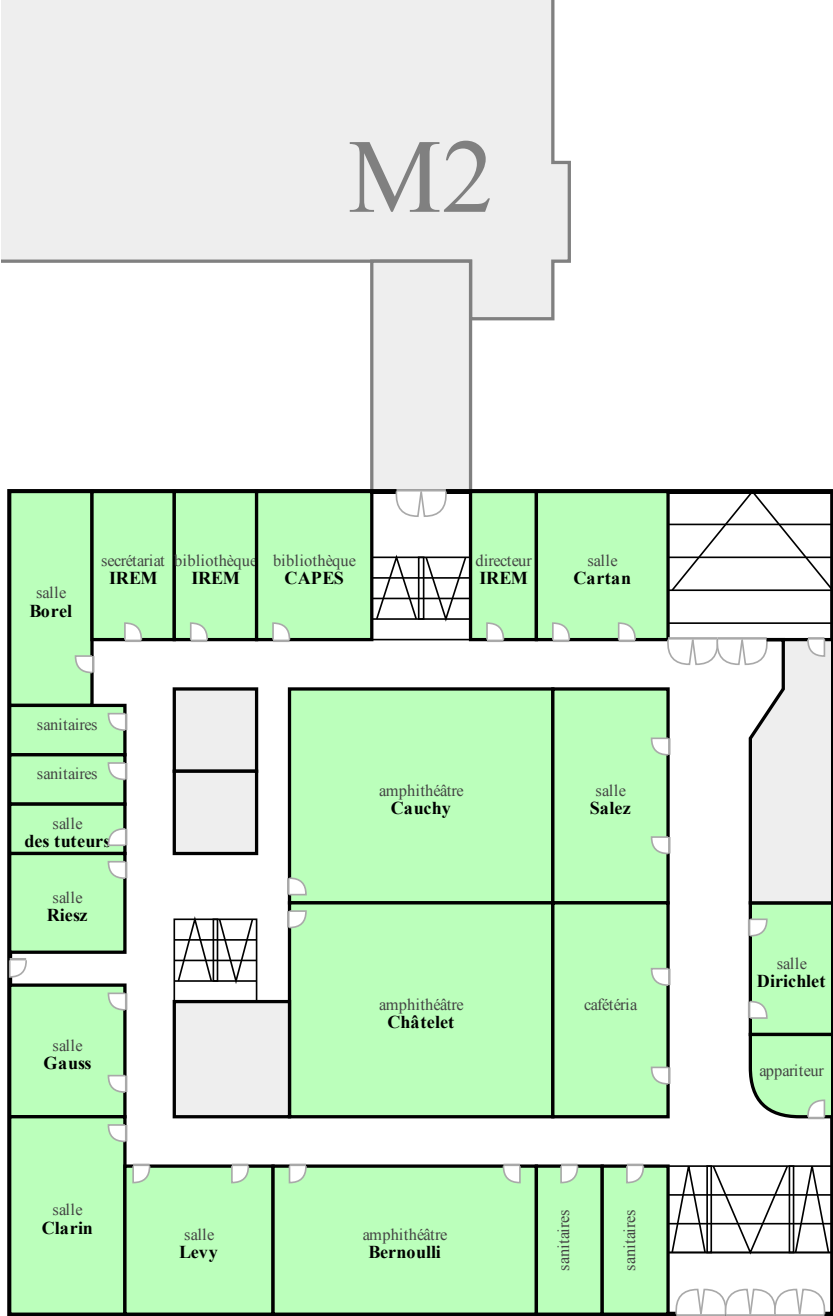 M2
secrétariat
IREM
bibliothèque
IREM
bibliothèque
CAPES
directeur
IREM
salle
Cartan
salle
Borel
sanitaires
sanitaires
salle
des tuteurs
salle
Riesz
amphithéâtre
Cauchy
salle
Salez
amphithéâtre
Châtelet
cafétéria
salle
Dirichlet
appariteur
salle
Gauss
salle
Clarin
salle
Levy
amphithéâtre
Bernoulli
sanitaires
sanitaires